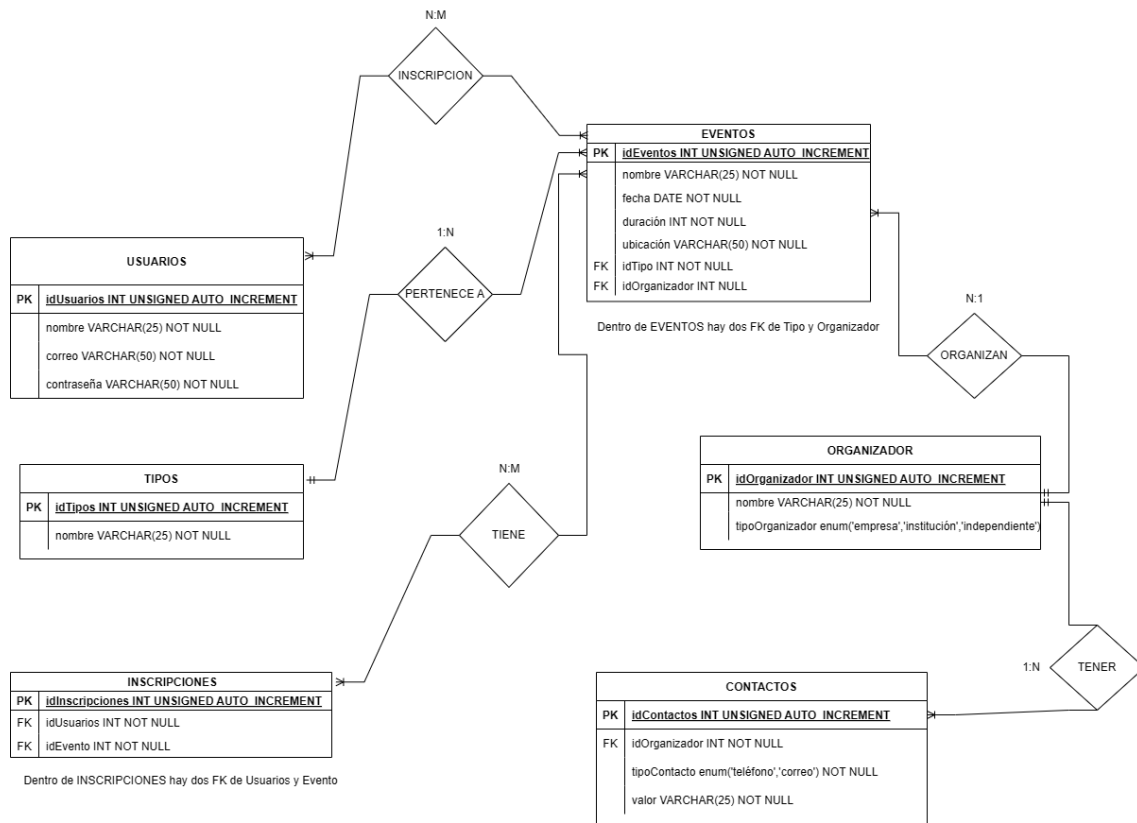 N:M
INSCRIPCION
EVENTOS
PK idEventos INT UNSIGNED AUTO_INCREMENT
nombre VARCHAR(25) NOT NULL
fecha DATE NOT NULL
duración INT NOT NULL
ubicación VARCHAR(50) NOT NULL
FK idTipo INT NOT NULL
FK idOrganizador INT NULL
Dentro de EVENTOS hay dos FK de Tipo y Organizador
USUARIOS
PK idUsuarios INT UNSIGNED AUTO_INCREMENT
nombre VARCHAR(25) NOT NULL
correo VARCHAR(50) NOT NULL
contraseña VARCHAR(50) NOT NULL
1:N
PERTENECE A
N:1
ORGANIZAN
TIPOS
PK idTipos INT UNSIGNED AUTO_INCREMENT
nombre VARCHAR(25) NOT NULL
N:M
TIENE
ORGANIZADOR
PK idOrganizador INT UNSIGNED AUTO_INCREMENT
nombre VARCHAR(25) NOT NULL
tipoOrganizador enum('empresa','institución','independiente')
1:N
TENER
INSCRIPCIONES
PK idInscripciones INT UNSIGNED AUTO_INCREMENT
FK idUsuarios INT NOT NULL
FK idEvento INT NOT NULL
Dentro de INSCRIPCIONES hay dos FK de Usuarios y Evento
CONTACTOS
PK idContactos INT UNSIGNED AUTO_INCREMENT
FK idOrganizador INT NOT NULL
tipoContacto enum('teléfono','correo') NOT NULL
valor VARCHAR(25) NOT NULL